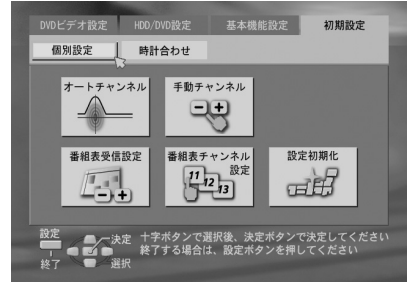 DVDビデオ設定 HDD/DVD設定 基本機能設定 初期設定
個別設定 時計合わせ
オートチャンネル 手動チャンネル
番組表受信設定 番組表チャンネル 設定初期化
設定
11 12 13
設定 決定 十字ボタンで選択後、決定ボタンで決定してください
終了 選択 終了する場合は、設定ボタンを押してください